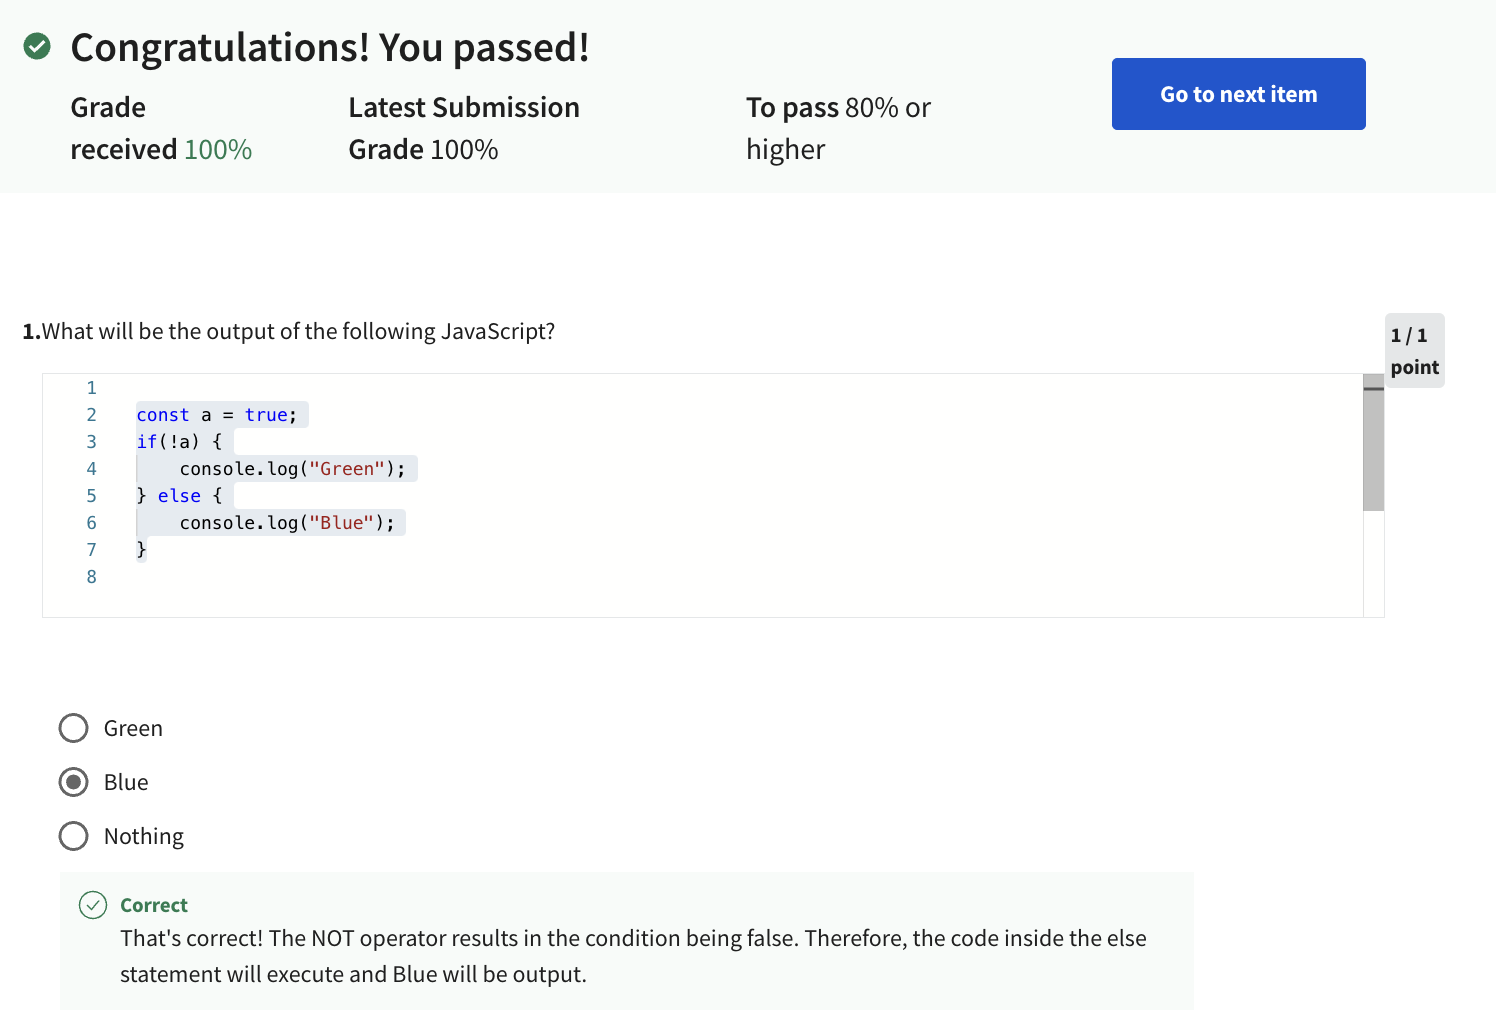 Congratulations! You passed!
Grade
received 100%
Latest Submission
Grade 100%
To pass 80% or
higher
Go to next item
1.What will be the output of the following JavaScript?
1 / 1
point
1
2 const a = true;
3 if(!a) {
4     console.log("Green");
5 } else {
6     console.log("Blue");
7 }
8
Green
Blue
Nothing
Correct
That's correct! The NOT operator results in the condition being false. Therefore, the code inside the else
statement will execute and Blue will be output.